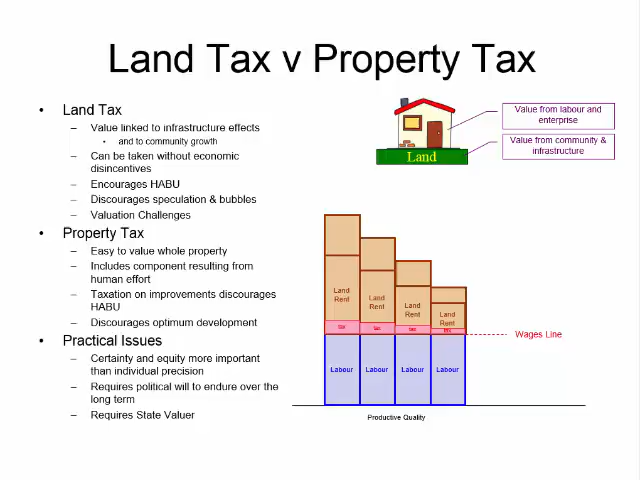 Land Tax v Property Tax
• Land Tax
– Value linked to infrastructure effects
• and to community growth
– Can be taken without economic
disincentives
– Encourages HABU
– Discourages speculation & bubbles
– Valuation Challenges
• Property Tax
– Easy to value whole property
– Includes component resulting from
human effort
– Taxation on improvements discourages
HABU
– Discourages optimum development
• Practical Issues
– Certainty and equity more important
than individual precision
– Requires political will to endure over the
long term
– Requires State Valuer
Value from labour and
enterprise
Value from community &
infrastructure
Land
Land
Rent
Land
Rent
Land
Rent
Land
Rent
tax
tax
tax
tax
Wages Line
Labour
Labour
Labour
Labour
Productive Quality